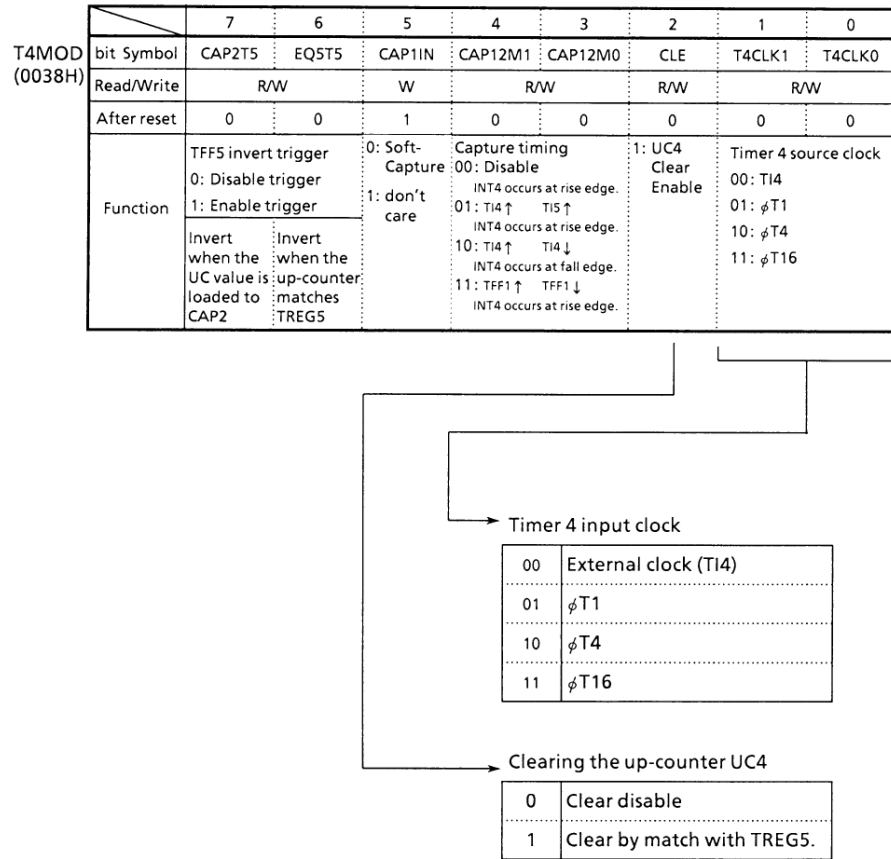 7 6 5 4 3 2 1 0
T4MOD (0038H) bit Symbol CAP2T5 EQ5T5 CAP1IN CAP12M1 CAP12M0 CLE T4CLK1 T4CLK0
Read/Write R/W W R/W R/W R/W
After reset 0 0 1 0 0 0 0 0
Function
TFF5 invert trigger
0: Disable trigger
1: Enable trigger
Invert
when the
UC value is
loaded to
CAP2
Invert
when the
up-counter
matches
TREG5
0: Soft-
Capture
1: don't
care
Capture timing
00: Disable
INT4 occurs at rise edge.
01: TI4↑ TI5↑
INT4 occurs at rise edge.
10: TI4↑ TI4↓
INT4 occurs at fall edge.
11: TFF1↑ TFF1↓
INT4 occurs at rise edge.
1: UC4
Clear
Enable
Timer 4 source clock
00: TI4
01: φT1
10: φT4
11: φT16
Timer 4 input clock
00 External clock (TI4)
01 φT1
10 φT4
11 φT16
Clearing the up-counter UC4
0 Clear disable
1 Clear by match with TREG5.